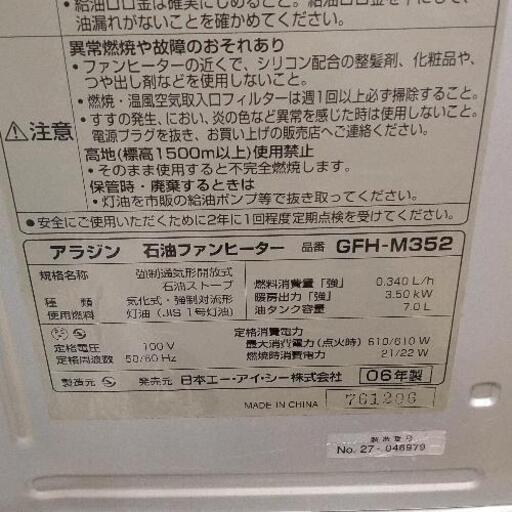 ・給油口口金は確実にしめること。給油口口金を下にして、
油漏れがないことを確かめてください。
⚠注意
異常燃焼や故障のおそれあり
・ファンヒーターの近くで、シリコン配合の整髪剤、化粧品や、
つや出し剤などを使用しないこと。
・燃焼・温風空気取入口フィルターは週1回以上必ず掃除すること。
・すすの発生、におい、炎の色など異常を感じた時は使用せず、
電源プラグを抜き、お買い上げの販売店へご連絡ください。
高地(標高1500m以上)使用禁止
・そのまま使用すると不完全燃焼します。
保管時・廃棄するときは
・灯油を市販の給油ポンプ等で抜き取ってください。
●安全にご使用いただくために2年に1回程度定期点検を受けてください。
アラジン 石油ファンヒーター 品番 GFH-M352
規格名称 強制通気形開放式
石油ストーブ
種類 気化式・強制対流形
使用燃料 灯油(JIS 1号灯油)
燃料消費量「強」 0.340 L/h
暖房出力「強」 3.50 kW
油タンク容量 7.0 L
定格電圧 100 V
定格周波数 50/60 Hz
定格消費電力
最大消費電力(点火時) 610/610 W
燃焼時消費電力 21/22 W
製造元 発売元 日本エー・アイ・シー株式会社 06年製
MADE IN CHINA 761206
製造番号
No. 27- 046979